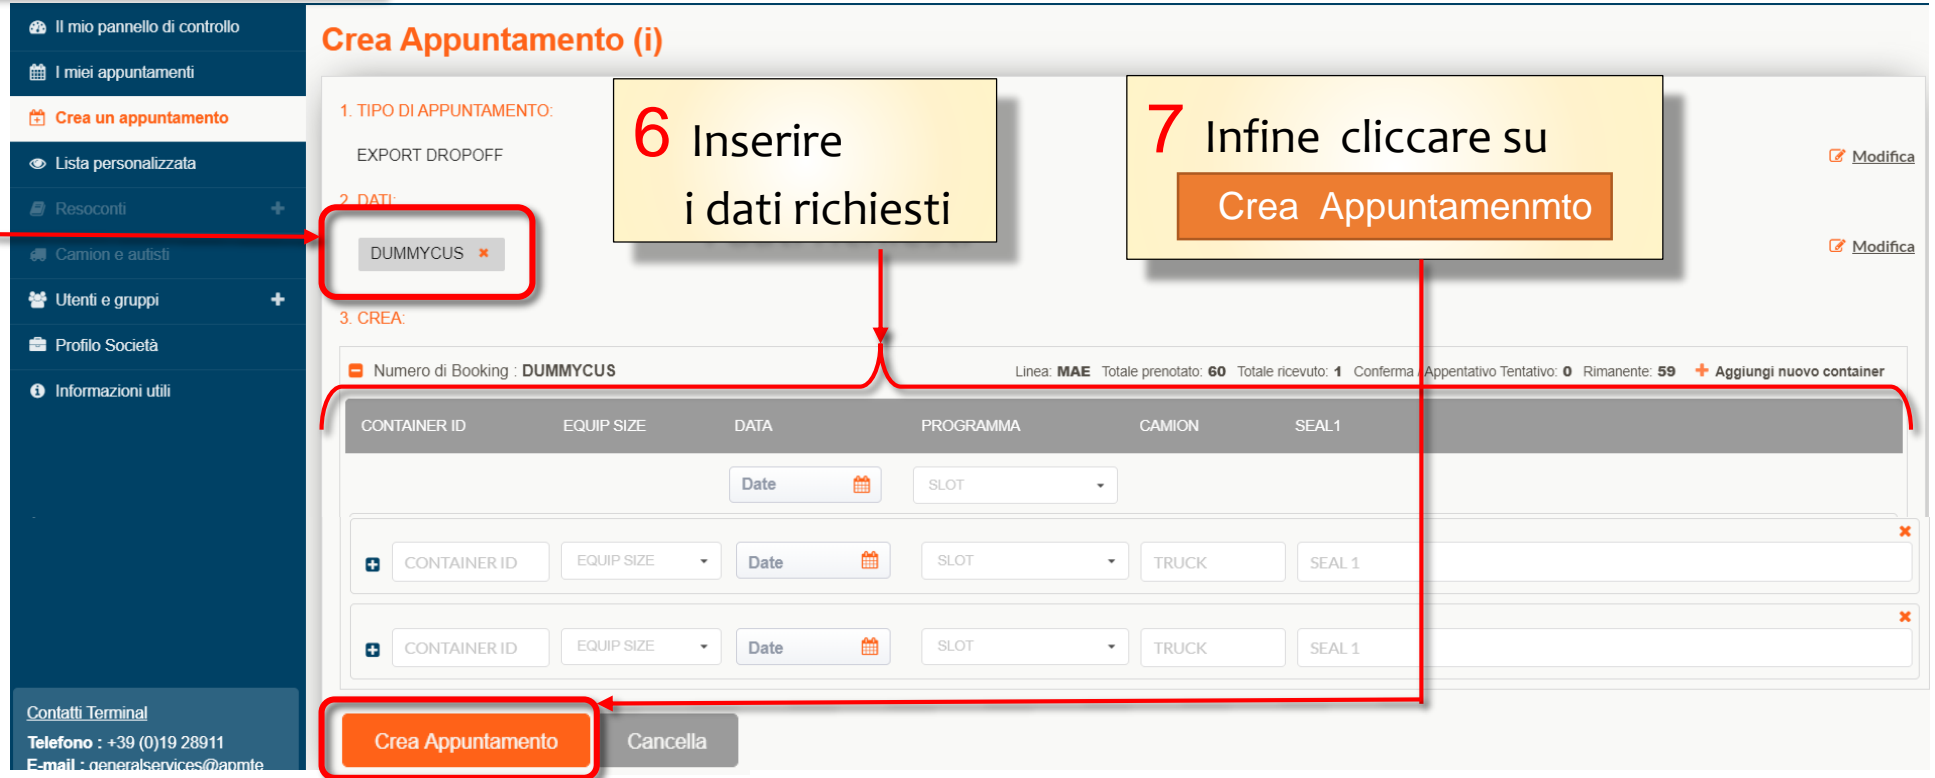 Il mio pannello di controllo
I miei appuntamenti
Crea un appuntamento
Lista personalizzata
Resoconti
Camion e autisti
Utenti e gruppi
Profilo Società
Informazioni utili
Contatti Terminal
Telefono : +39 (0)19 28911
E-mail : generalservices@apmte
Crea Appuntamento (i)
1. TIPO DI APPUNTAMENTO:
EXPORT DROPOFF
Modifica
2. DATI:
DUMMYCUS
Modifica
6 Inserire
i dati richiesti
7 Infine cliccare su
Crea Appuntamenmto
3. CREA:
Numero di Booking : DUMMYCUS Linea: MAE Totale prenotato: 60 Totale ricevuto: 1 Conferma / Appentativo Tentativo: 0 Rimanente: 59 + Aggiungi nuovo container
CONTAINER ID EQUIP SIZE DATA PROGRAMMA CAMION SEAL1
Date SLOT
CONTAINER ID EQUIP SIZE Date SLOT TRUCK SEAL 1
CONTAINER ID EQUIP SIZE Date SLOT TRUCK SEAL 1
Crea Appuntamento Cancella